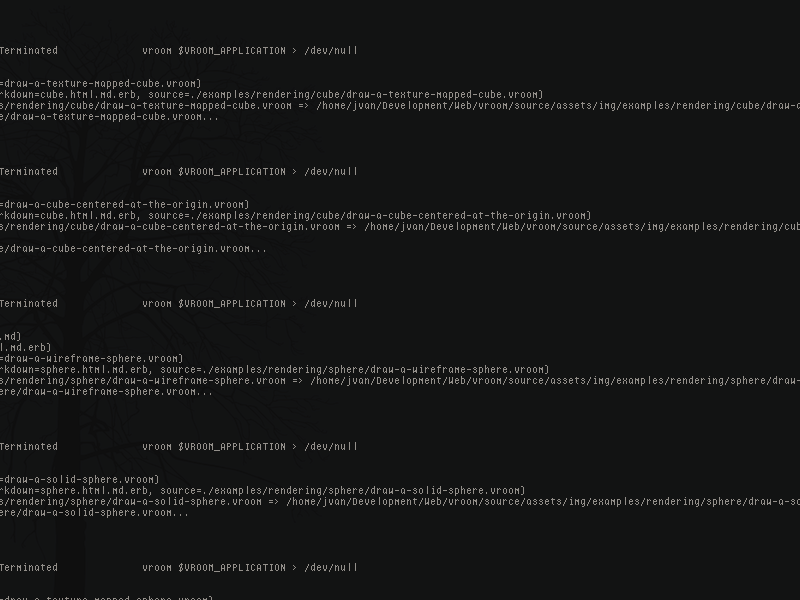 Terminated vroom $VROOM_APPLICATION > /dev/null
=draw-a-texture-mapped-cube.vroom)
rkdown=cube.html.md.erb, source=./examples/rendering/cube/draw-a-texture-mapped-cube.vroom)
s/rendering/cube/draw-a-texture-mapped-cube.vroom => /home/jvan/Development/Web/vroom/source/assets/img/examples/rendering/cube/draw-a
e/draw-a-texture-mapped-cube.vroom...
Terminated vroom $VROOM_APPLICATION > /dev/null
=draw-a-cube-centered-at-the-origin.vroom)
rkdown=cube.html.md.erb, source=./examples/rendering/cube/draw-a-cube-centered-at-the-origin.vroom)
s/rendering/cube/draw-a-cube-centered-at-the-origin.vroom => /home/jvan/Development/Web/vroom/source/assets/img/examples/rendering/cub
e/draw-a-cube-centered-at-the-origin.vroom...
Terminated vroom $VROOM_APPLICATION > /dev/null
.md)
l.md.erb)
=draw-a-wireframe-sphere.vroom)
rkdown=sphere.html.md.erb, source=./examples/rendering/sphere/draw-a-wireframe-sphere.vroom)
s/rendering/sphere/draw-a-wireframe-sphere.vroom => /home/jvan/Development/Web/vroom/source/assets/img/examples/rendering/sphere/draw-a-
ere/draw-a-wireframe-sphere.vroom...
Terminated vroom $VROOM_APPLICATION > /dev/null
=draw-a-solid-sphere.vroom)
rkdown=sphere.html.md.erb, source=./examples/rendering/sphere/draw-a-solid-sphere.vroom)
s/rendering/sphere/draw-a-solid-sphere.vroom => /home/jvan/Development/Web/vroom/source/assets/img/examples/rendering/sphere/draw-a-so
ere/draw-a-solid-sphere.vroom...
Terminated vroom $VROOM_APPLICATION > /dev/null
=draw-a-texture-mapped-sphere.vroom)